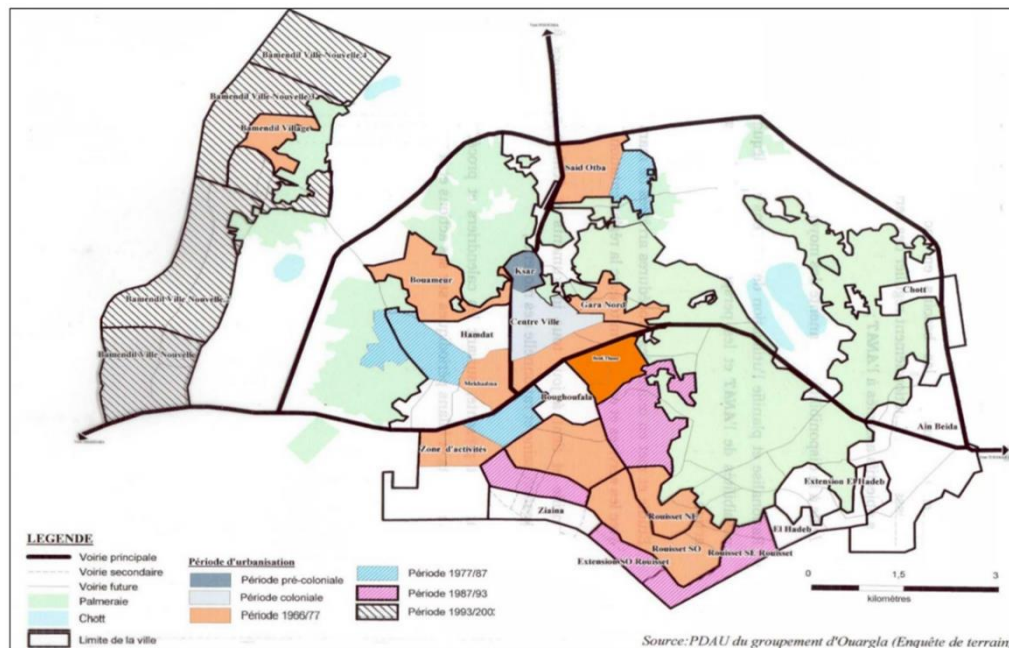 Bamendil Ville Nouvelle 4
Bamendil Ville Nouvelle 3
Bamendil Village
Said Otba
Ksar
Bouameur
Gara Nord
Chott
Bamendil Ville Nouvelle
Hamdat
Centre Ville
Bamendil Ville Nouvelle
Mekhadma
Boughoufala
Ain Beida
Zone d'activités
Extension El Hadeb
Ziaina
Rouisset NE
El Hadeb
Rouisset SO
Rouisset SE Rouisset
Extension SO Rouisset
LEGENDE
Voirie principale
Voirie secondaire
Voirie future
Palmeraie
Chott
Limite de la ville
Période d'urbanisation
Période pré-coloniale
Période coloniale
Période 1966/77
Période 1977/87
Période 1987/93
Période 1993/200
0 1,5 3
kilomètres
Source:PDAU du groupement d'Ouargla (Enquête de terrain